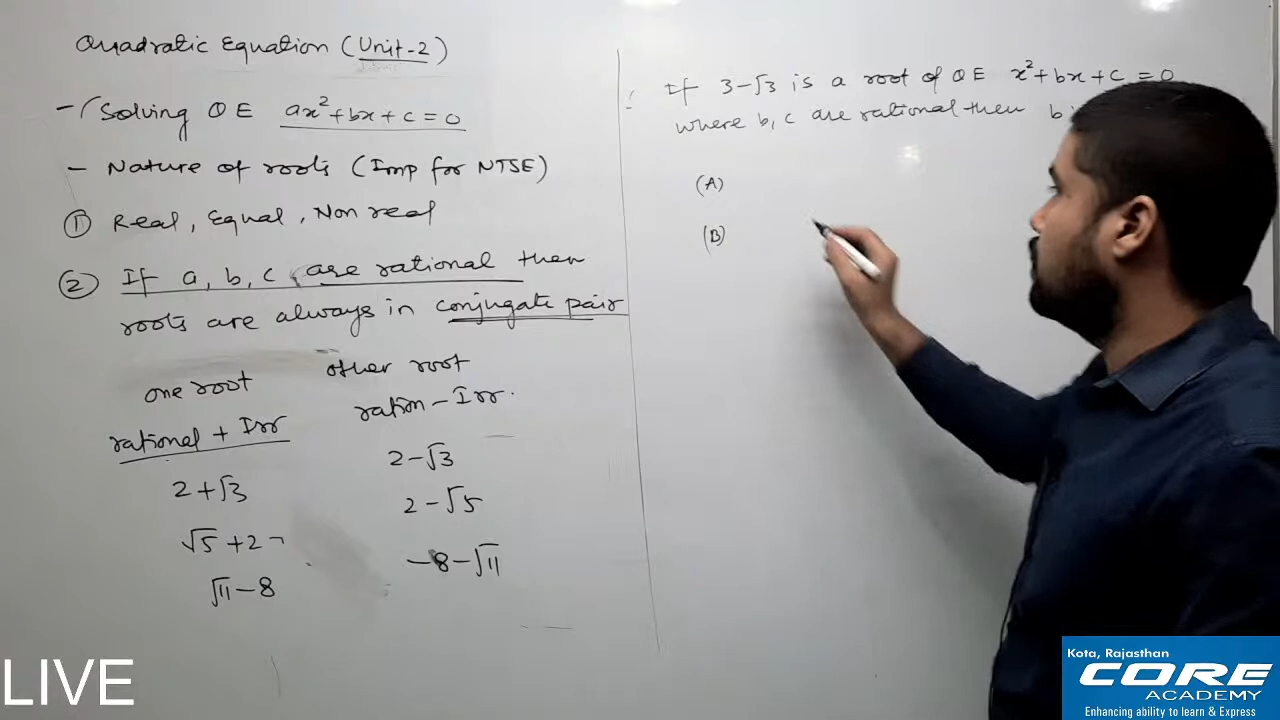 Quadratic Equation (Unit-2)
- Solving QE ax²+bx+c=0
- Nature of roots (Imp for NTSE)
① Real, Equal, Non real
② If a, b, c are rational then
roots are always in conjugate pair
one root other root
rational + Irr ration - Irr.
2+√3 2-√3
√5+2 2-√5
√11-8 -8-√11
If 3-√3 is a root of QE x²+bx+c=0
where b, c are rational then b
(A)
(B)
LIVE
Kota, Rajasthan
CORE
ACADEMY
Enhancing ability to learn & Express